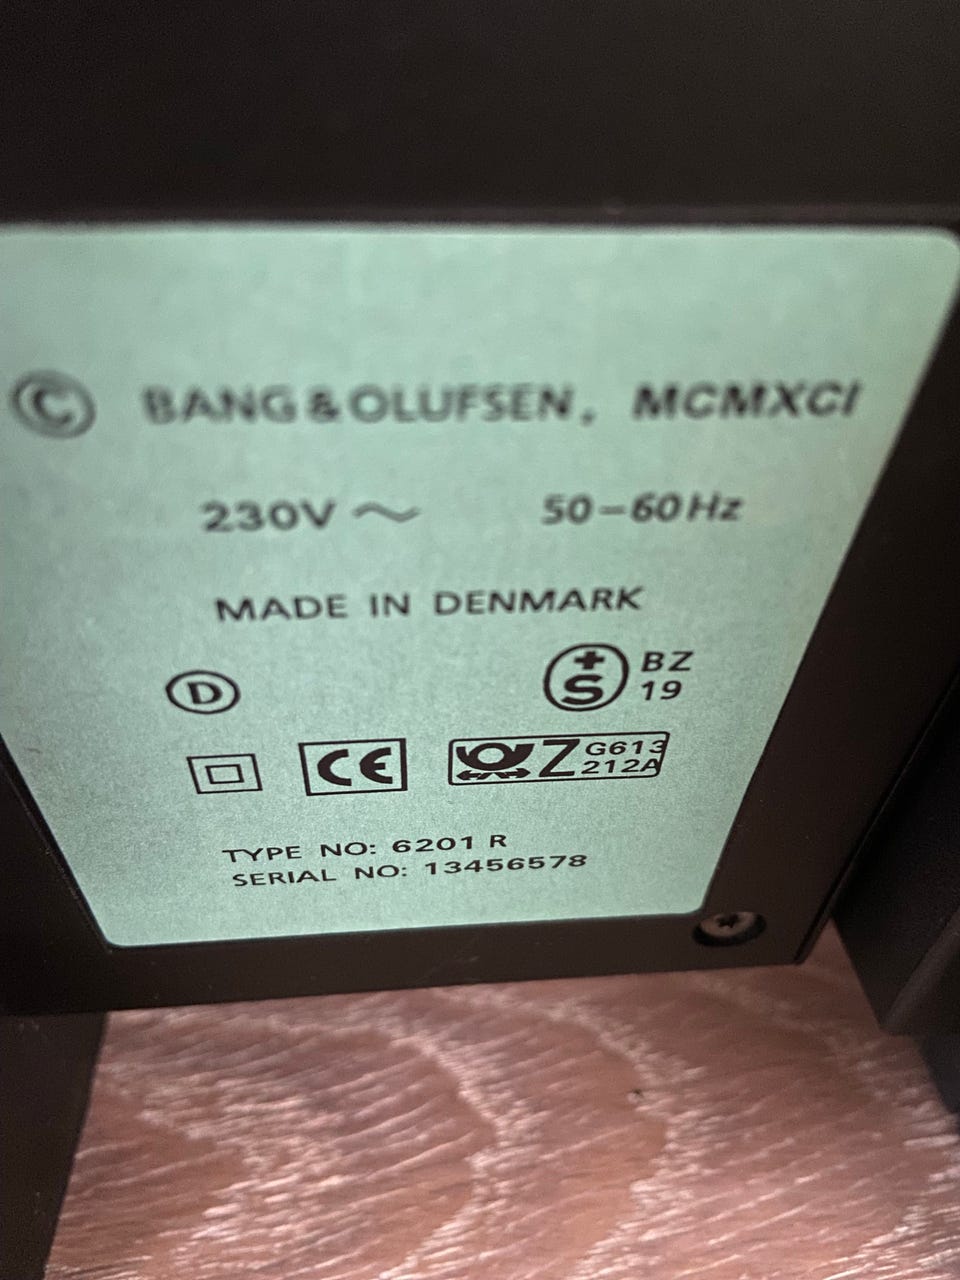 © BANG & OLUFSEN, MCMXCI
230V ~ 50-60Hz
MADE IN DENMARK
D +S BZ 19
CE Z G613 212A
TYPE NO: 6201 R
SERIAL NO: 13456578